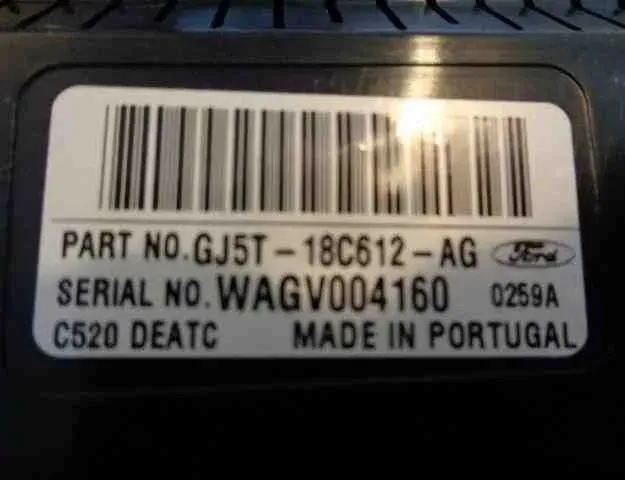 PART NO. GJ5T-18C612-AG Ford
SERIAL NO. WAGV004160 0259A
C520 DEATC MADE IN PORTUGAL